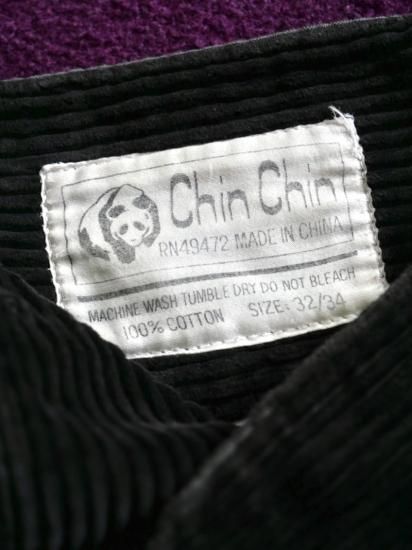 Chin Chin
RN49472 MADE IN CHINA
MACHINE WASH TUMBLE DRY DO NOT BLEACH
100% COTTON SIZE: 32/34